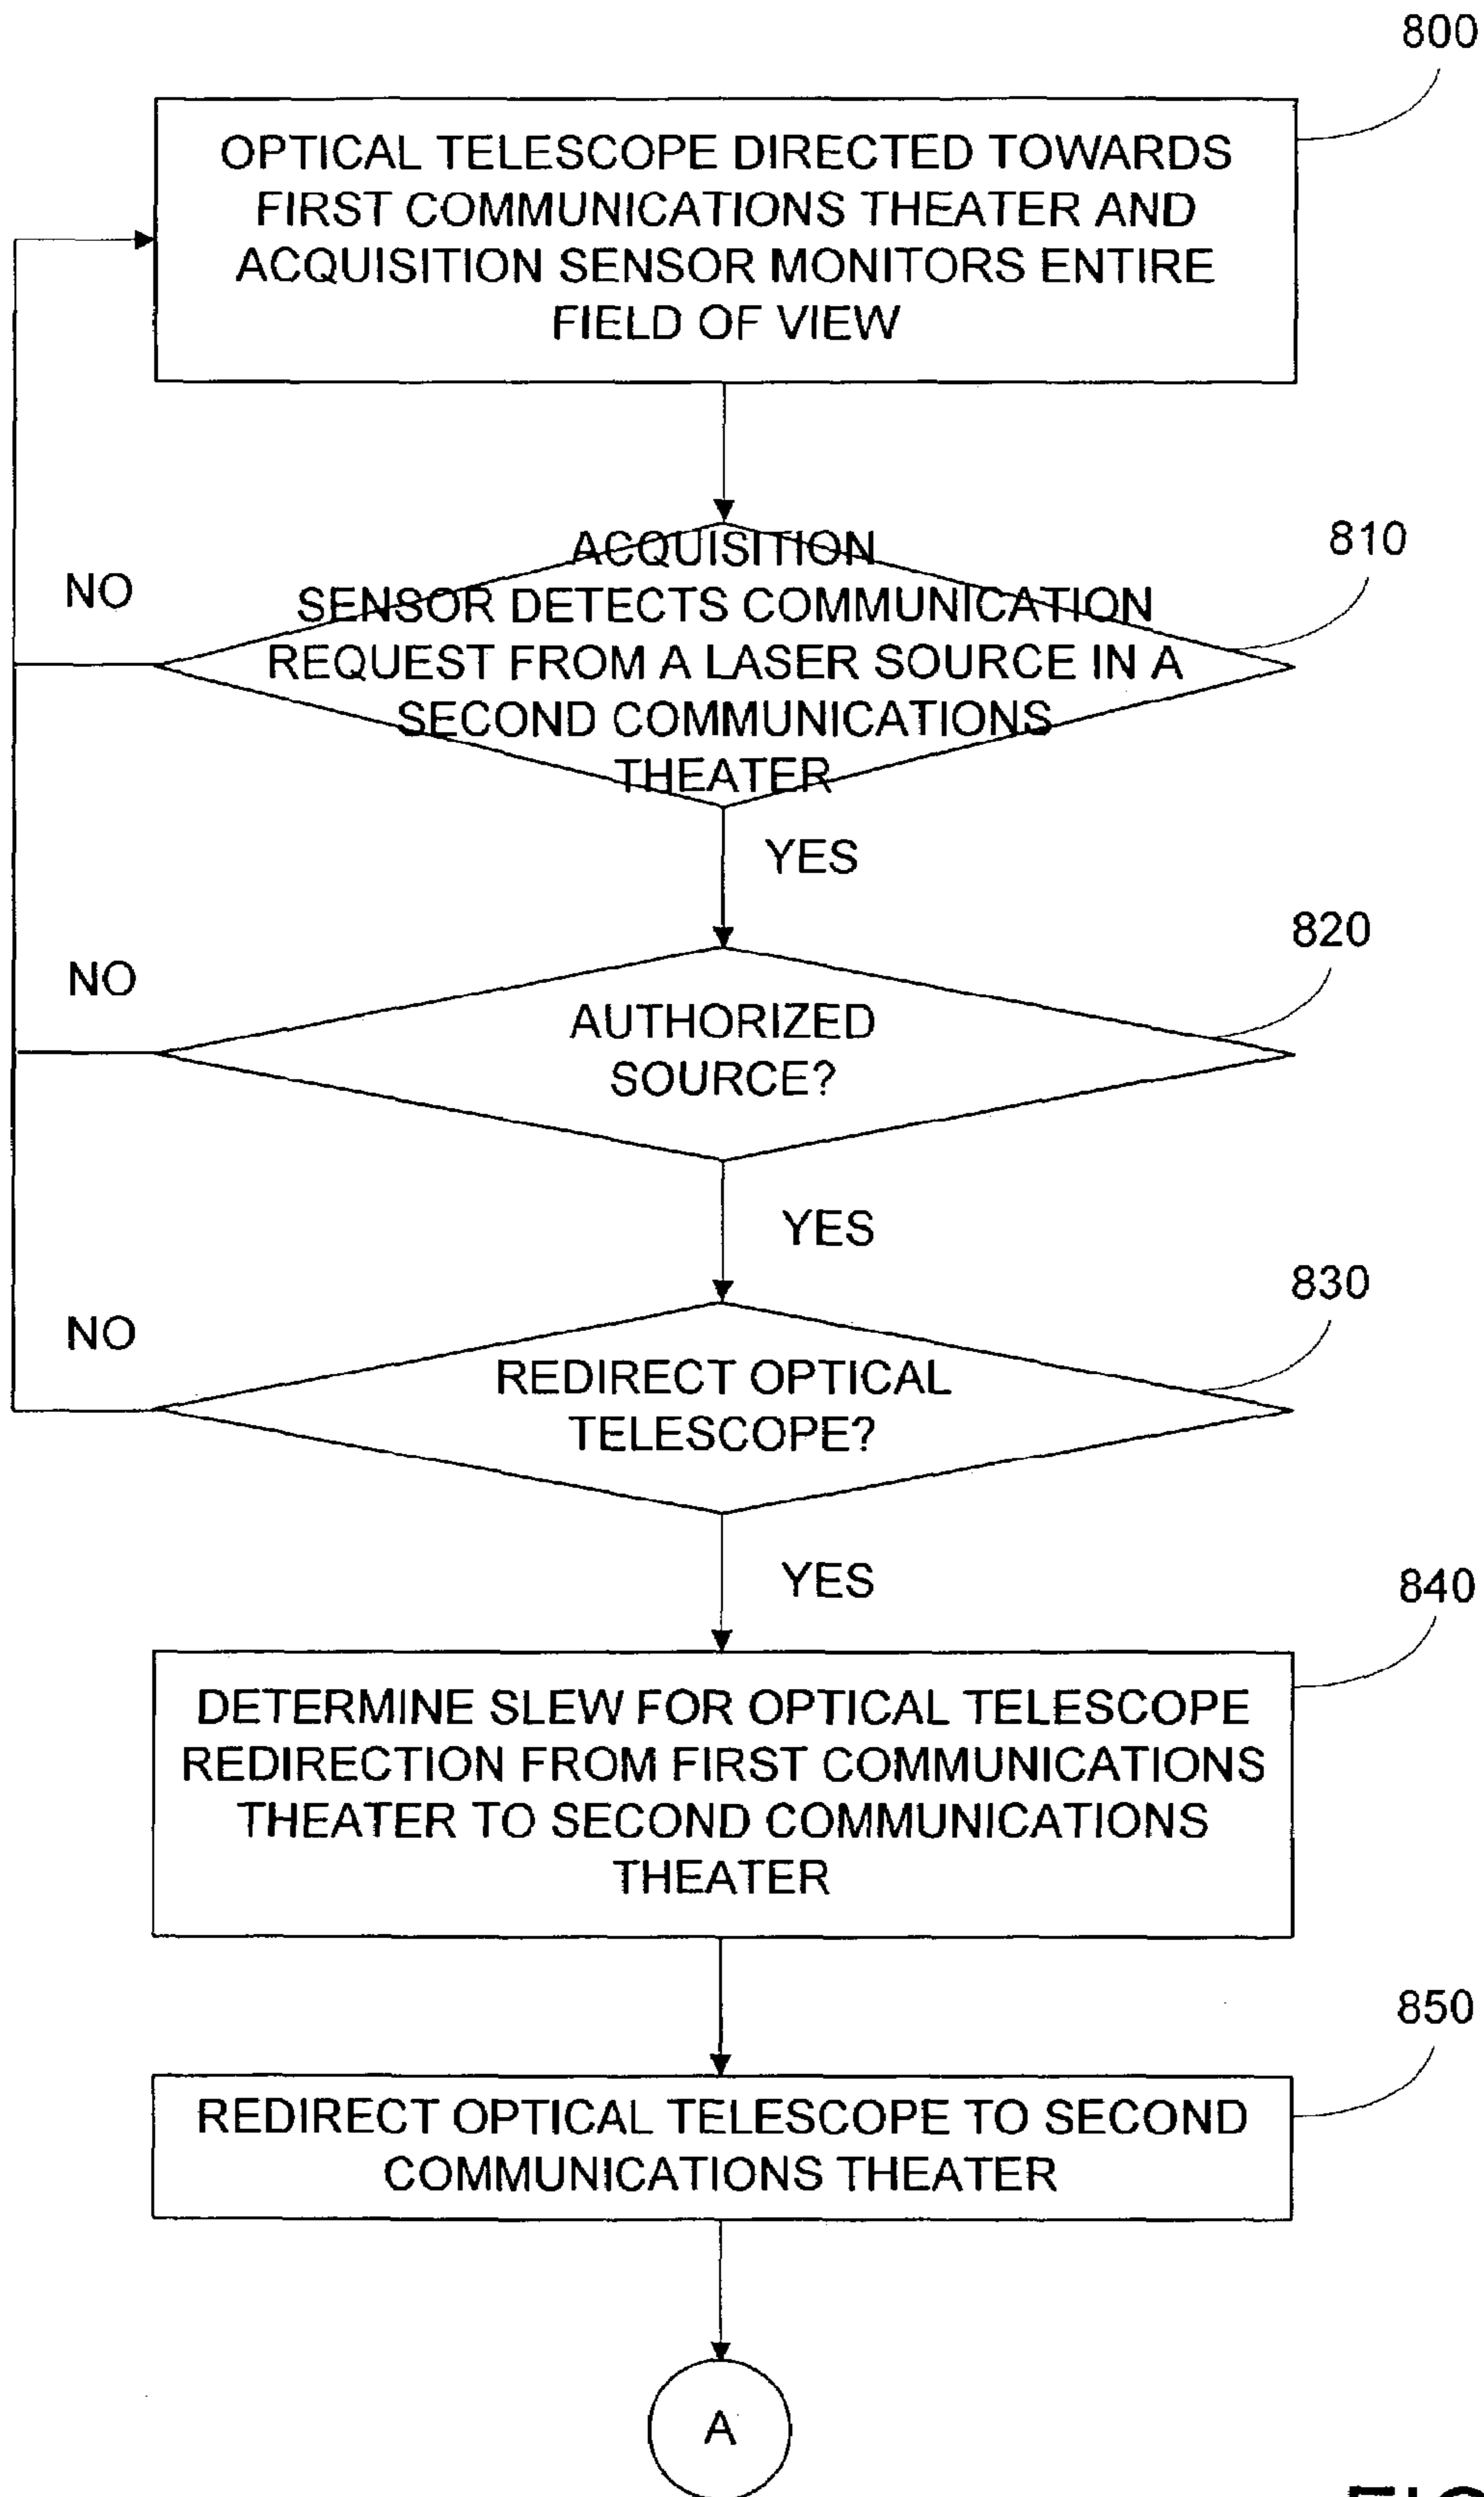 800
OPTICAL TELESCOPE DIRECTED TOWARDS
FIRST COMMUNICATIONS THEATER AND
ACQUISITION SENSOR MONITORS ENTIRE
FIELD OF VIEW
810
ACQUISITION
SENSOR DETECTS COMMUNICATION
REQUEST FROM A LASER SOURCE IN A
SECOND COMMUNICATIONS
THEATER
NO
YES
820
AUTHORIZED
SOURCE?
NO
YES
830
REDIRECT OPTICAL
TELESCOPE?
NO
YES
840
DETERMINE SLEW FOR OPTICAL TELESCOPE
REDIRECTION FROM FIRST COMMUNICATIONS
THEATER TO SECOND COMMUNICATIONS
THEATER
850
REDIRECT OPTICAL TELESCOPE TO SECOND
COMMUNICATIONS THEATER
A